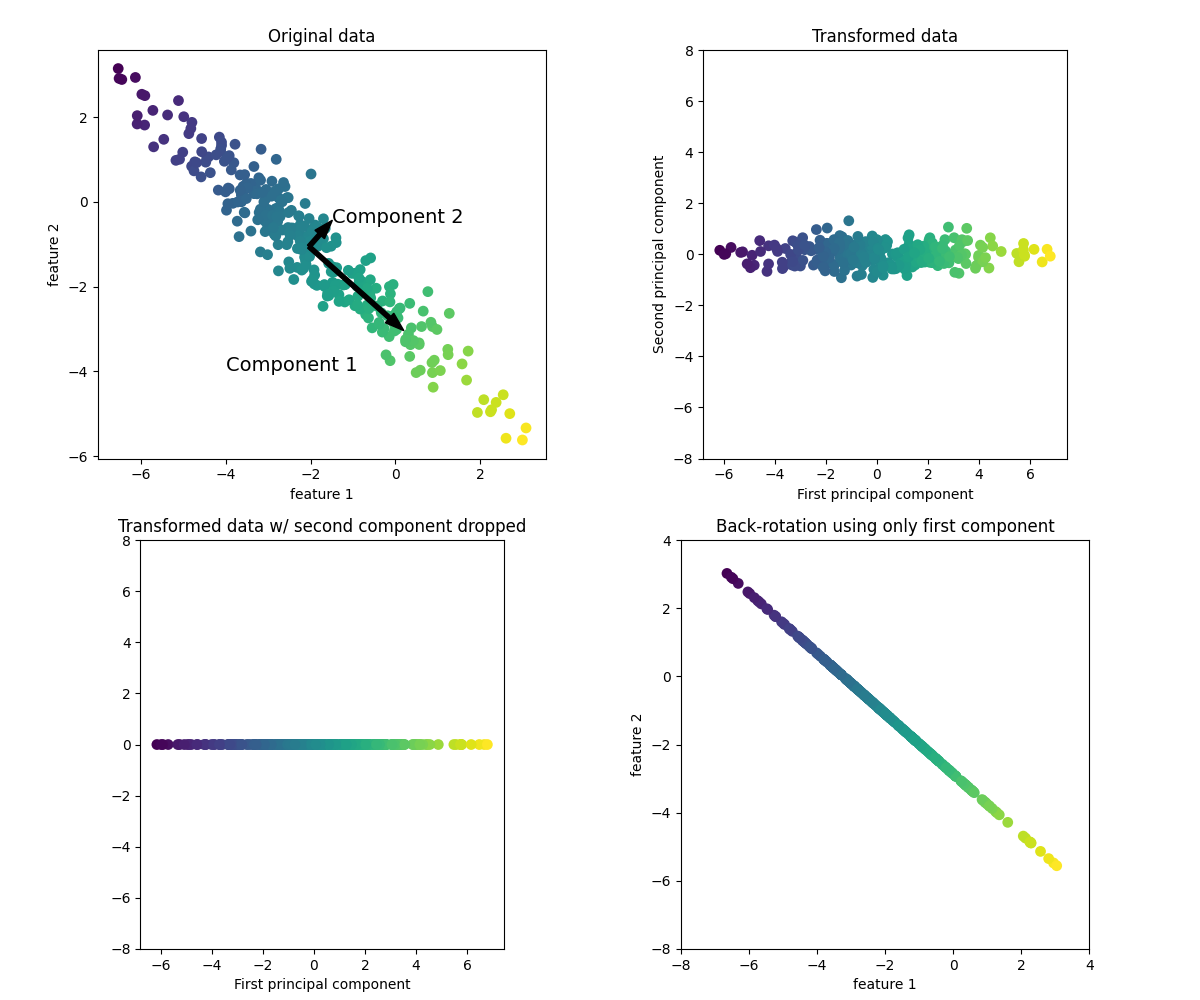 Original data
2
0
−2
−4
−6
feature 2
Component 2
Component 1
−6 −4 −2 0 2
feature 1
Transformed data
8
6
4
2
0
−2
−4
−6
−8
Second principal component
−6 −4 −2 0 2 4 6
First principal component
Transformed data w/ second component dropped
8
6
4
2
0
−2
−4
−6
−8
−6 −4 −2 0 2 4 6
First principal component
Back-rotation using only first component
4
2
0
−2
−4
−6
−8
feature 2
−8 −6 −4 −2 0 2 4
feature 1